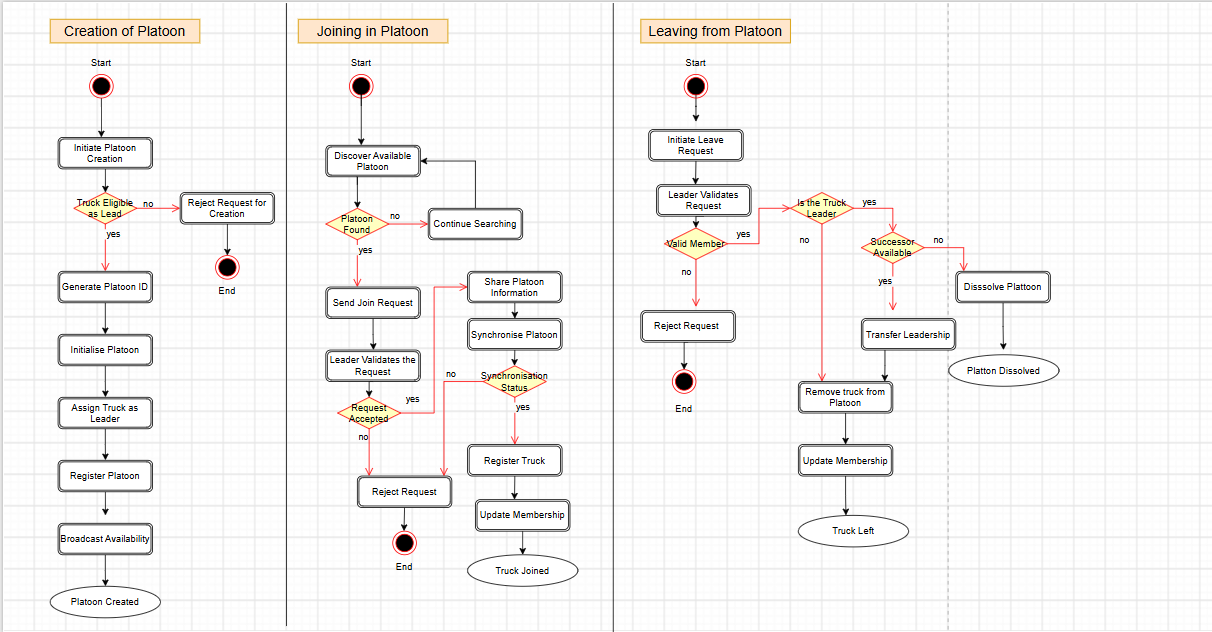 Creation of Platoon
Start
Initiate Platoon
Creation
Truck Eligible
as Lead
no
Reject Request for
Creation
End
yes
Generate Platoon ID
Initialise Platoon
Assign Truck as
Leader
Register Platoon
Broadcast Availability
Platoon Created
Joining in Platoon
Start
Discover Available
Platoon
Platoon
Found
no
Continue Searching
yes
Send Join Request
Leader Validates the
Request
Request
Accepted
yes
no
Share Platoon
Information
Synchronise Platoon
Synchronisation
Status
no
yes
Reject Request
End
Register Truck
Update Membership
Truck Joined
Leaving from Platoon
Start
Initiate Leave
Request
Leader Validates
Request
Valid Member
yes
no
Reject Request
End
Is the Truck
Leader
yes
no
Successor
Available
no
yes
Disssolve Plattoon
Platton Dissolved
Transfer Leadership
Remove truck from
Platoon
Update Membership
Truck Left